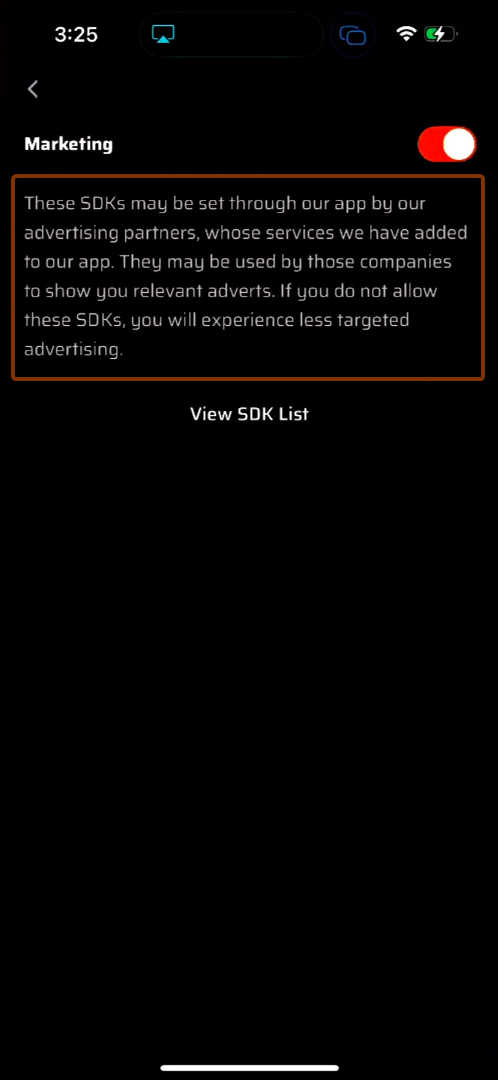 3:25
Marketing
These SDKs may be set through our app by our
advertising partners, whose services we have added
to our app. They may be used by those companies
to show you relevant adverts. If you do not allow
these SDKs, you will experience less targeted
advertising.
View SDK List